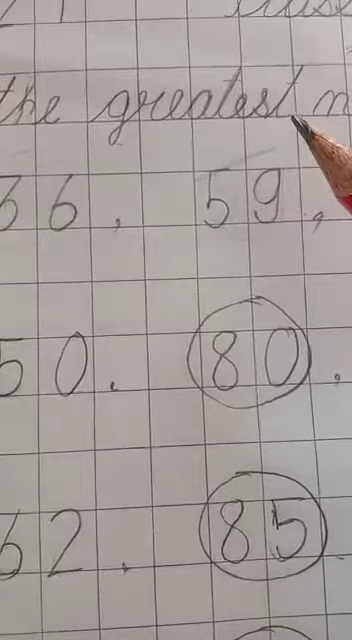 the greatest
36, 59,
50. 80.
62. 85